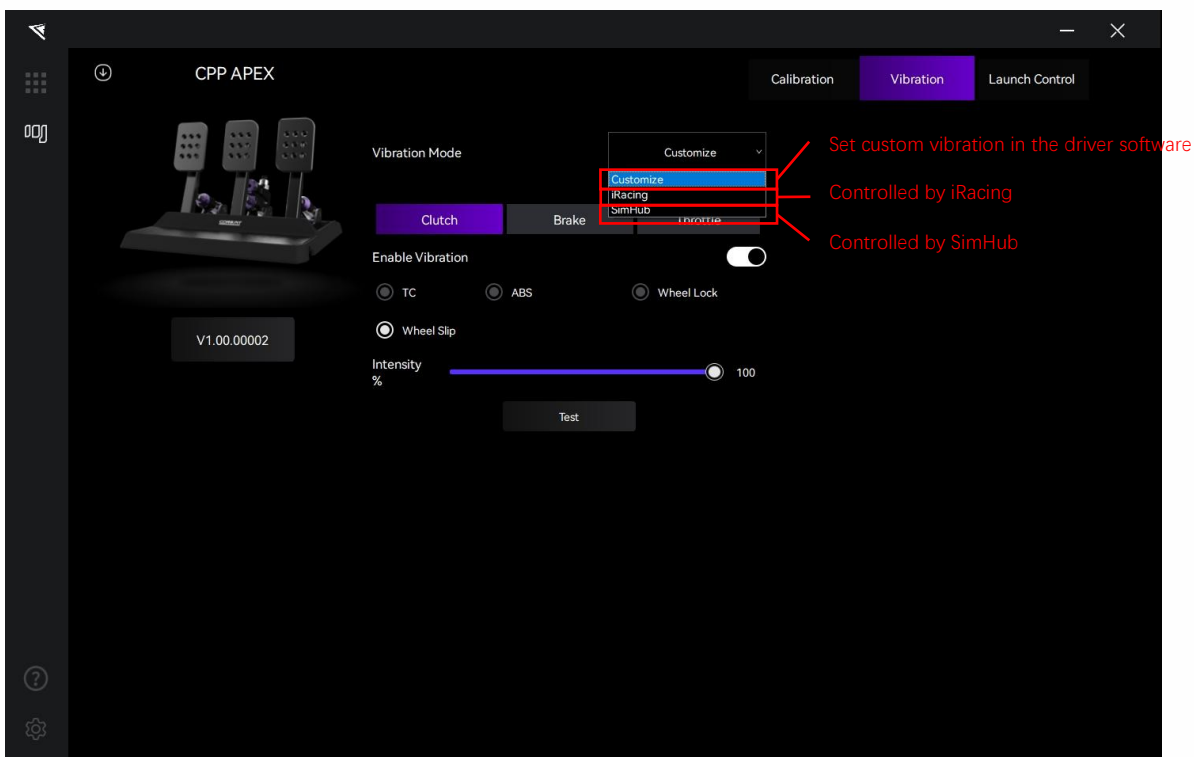 CPP APEX
Calibration
Vibration
Launch Control
Vibration Mode
Customize
Customize
iRacing
SimHub
Set custom vibration in the driver software
Controlled by iRacing
Controlled by SimHub
Clutch
Brake
Throttle
Enable Vibration
TC
ABS
Wheel Lock
Wheel Slip
V1.00.00002
Intensity
%
100
Test